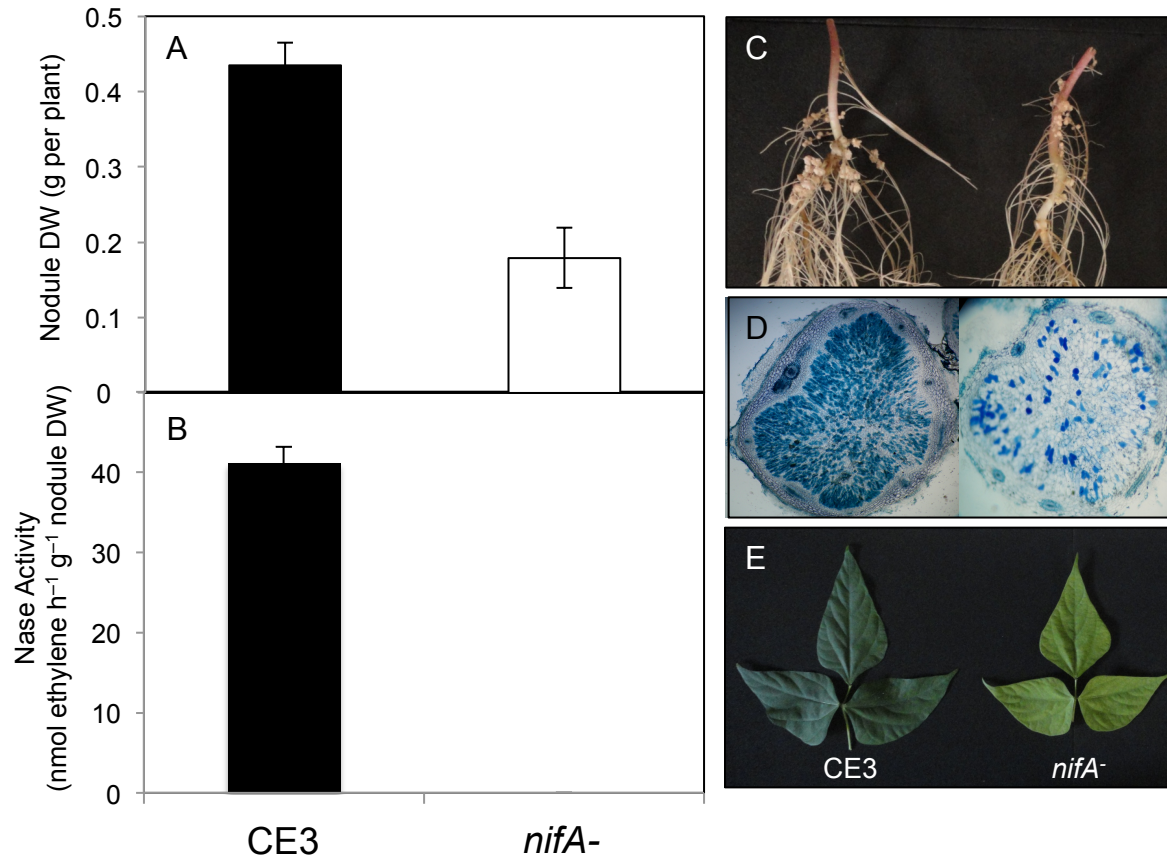 A
0.5
0.4
0.3
0.2
0.1
0
Nodule DW (g per plant)
B
40
30
20
10
0
Nase Activity
(nmol ethylene h⁻¹ g⁻¹ nodule DW)
CE3
nifA-
C
D
E
CE3
nifA⁻